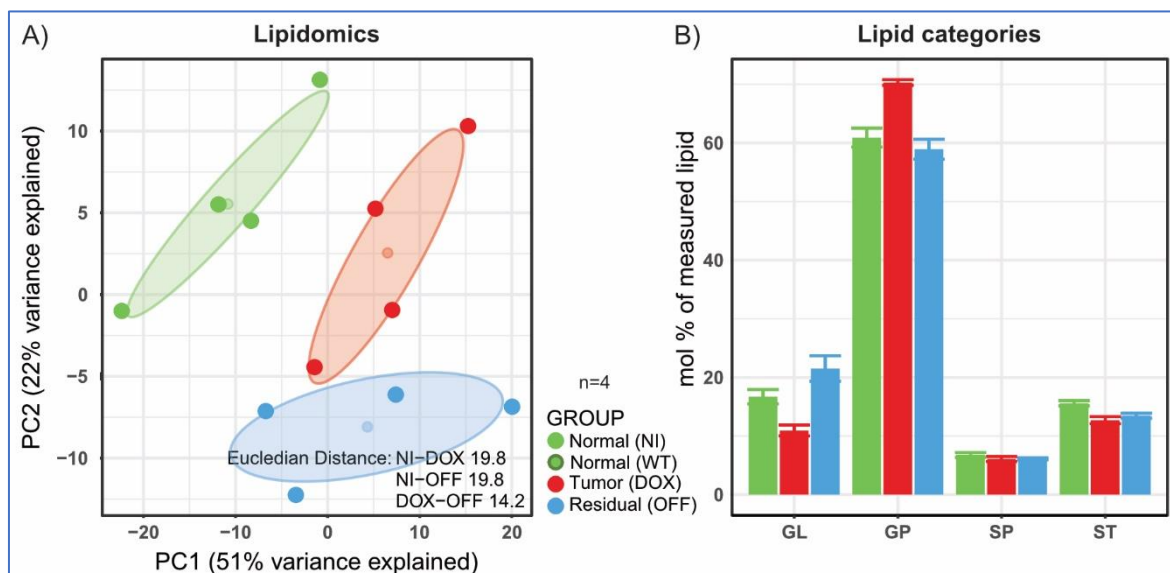 A)
Lipidomics
10
5
0
−5
−10
PC2 (22% variance explained)
Eucledian Distance: NI−DOX 19.8
NI−OFF 19.8
DOX−OFF 14.2
−20
−10
0
10
20
PC1 (51% variance explained)
n=4
GROUP
Normal (NI)
Normal (WT)
Tumor (DOX)
Residual (OFF)
B)
Lipid categories
mol % of measured lipid
60
40
20
0
GL
GP
SP
ST